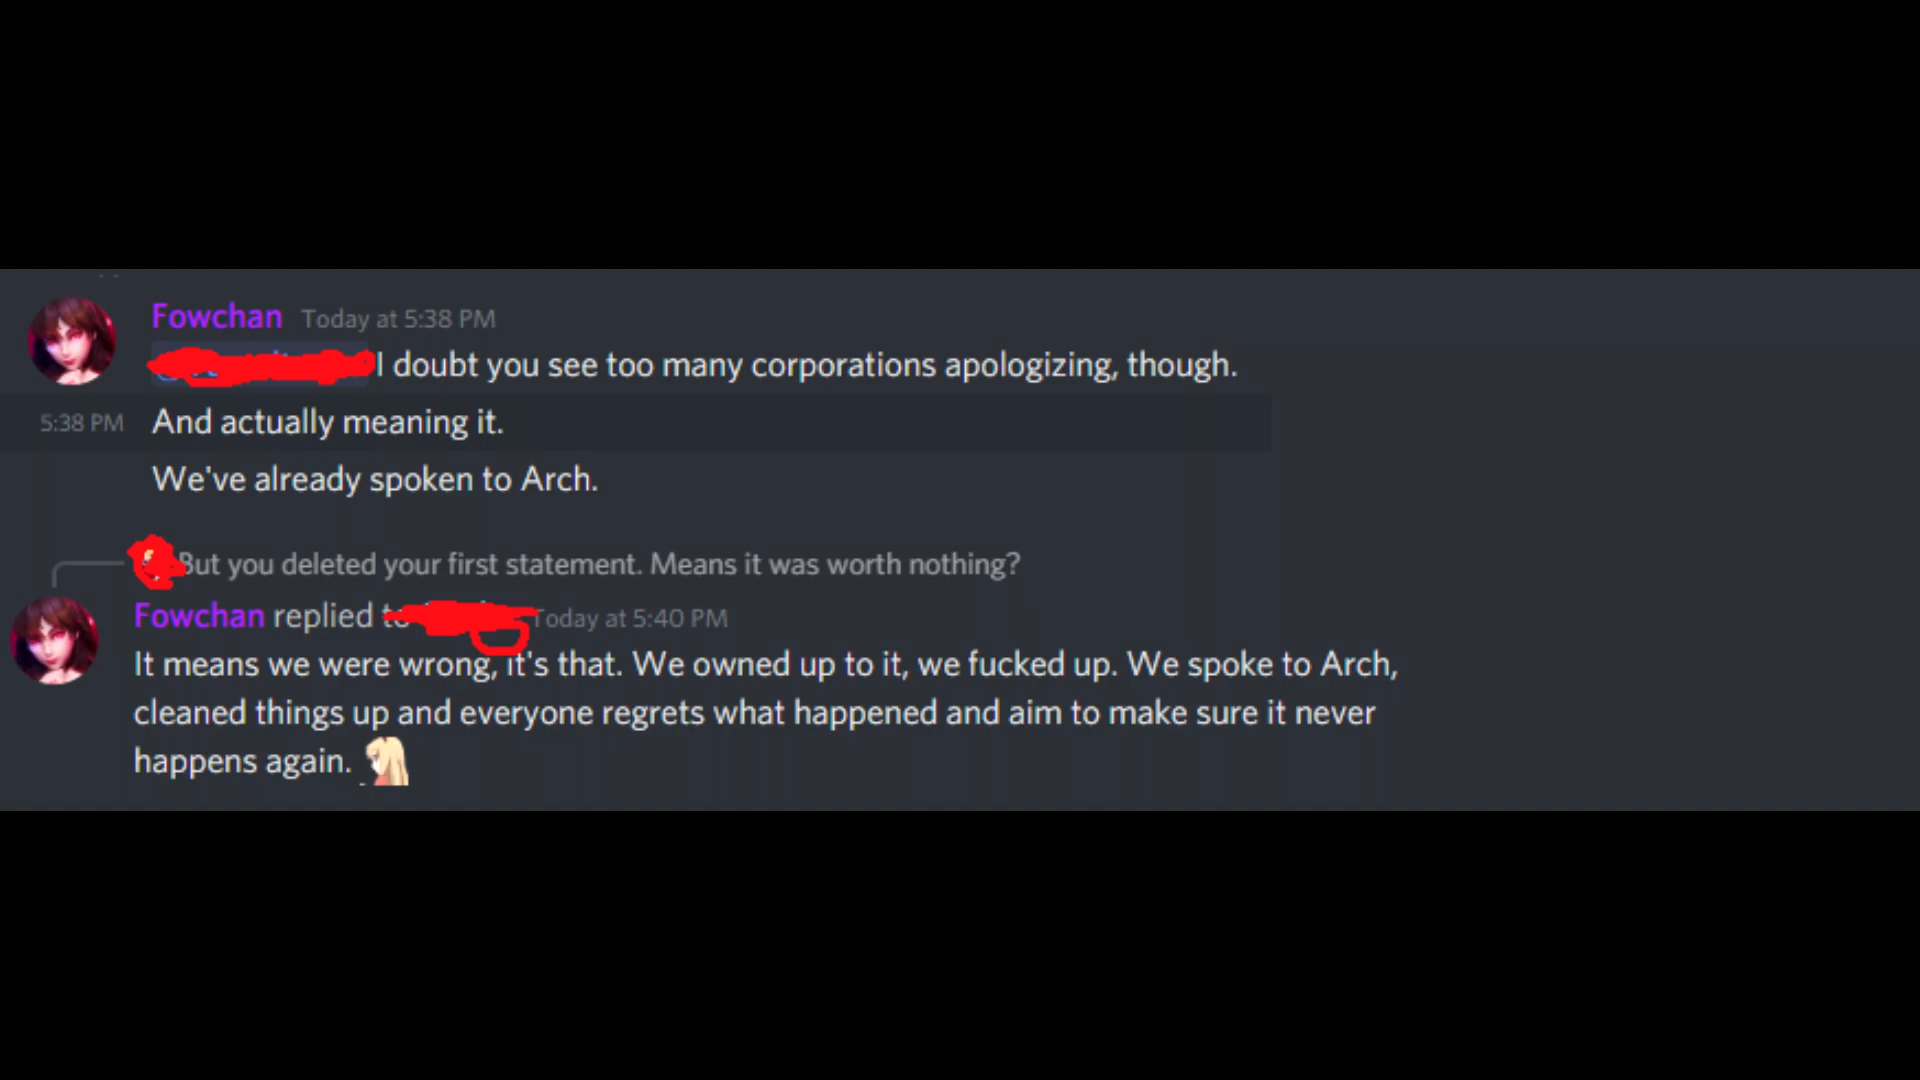 Fowchan Today at 5:38 PM
I doubt you see too many corporations apologizing, though.
5:38 PM And actually meaning it.
We've already spoken to Arch.
But you deleted your first statement. Means it was worth nothing?
Fowchan replied to Today at 5:40 PM
It means we were wrong, it's that. We owned up to it, we fucked up. We spoke to Arch,
cleaned things up and everyone regrets what happened and aim to make sure it never
happens again.